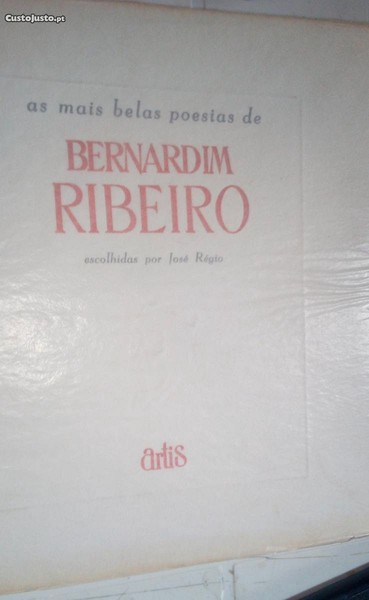 CustoJusto.pt
as mais belas poesias de
BERNARDIM
RIBEIRO
escolhidas por José Régio
artis